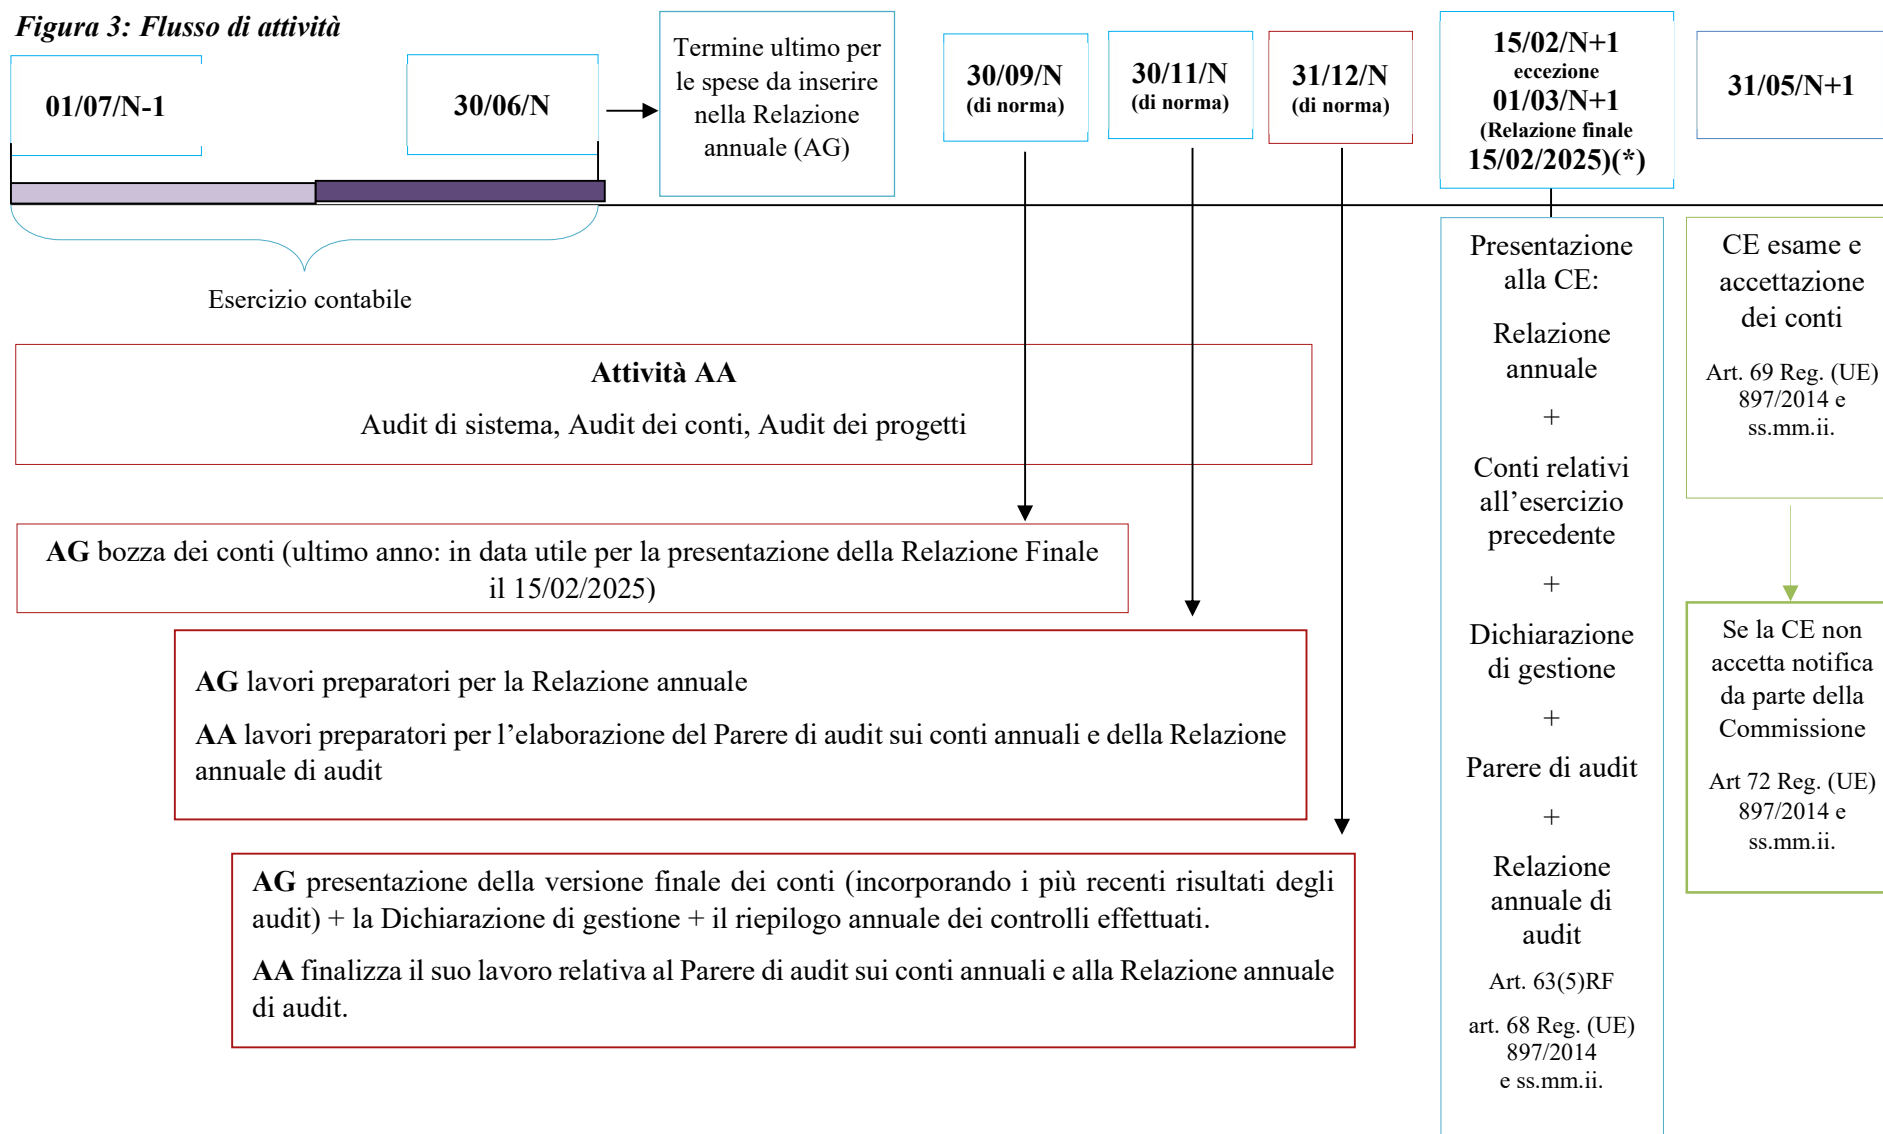 Figura 3: Flusso di attività
01/07/N-1
30/06/N
Termine ultimo per
le spese da inserire
nella Relazione
annuale (AG)
30/09/N
(di norma)
30/11/N
(di norma)
31/12/N
(di norma)
15/02/N+1
eccezione
01/03/N+1
(Relazione finale
15/02/2025)(*)
31/05/N+1
Esercizio contabile
Attività AA
Audit di sistema, Audit dei conti, Audit dei progetti
AG bozza dei conti (ultimo anno: in data utile per la presentazione della Relazione Finale
il 15/02/2025)
AG lavori preparatori per la Relazione annuale
AA lavori preparatori per l’elaborazione del Parere di audit sui conti annuali e della Relazione
annuale di audit
AG presentazione della versione finale dei conti (incorporando i più recenti risultati degli
audit) + la Dichiarazione di gestione + il riepilogo annuale dei controlli effettuati.
AA finalizza il suo lavoro relativa al Parere di audit sui conti annuali e alla Relazione annuale
di audit.
Presentazione
alla CE:
Relazione
annuale
+
Conti relativi
all’esercizio
precedente
+
Dichiarazione
di gestione
+
Parere di audit
+
Relazione
annuale di
audit
Art. 63(5)RF
art. 68 Reg. (UE)
897/2014
e ss.mm.ii.
CE esame e
accettazione
dei conti
Art. 69 Reg. (UE)
897/2014 e
ss.mm.ii.
Se la CE non
accetta notifica
da parte della
Commissione
Art 72 Reg. (UE)
897/2014 e
ss.mm.ii.